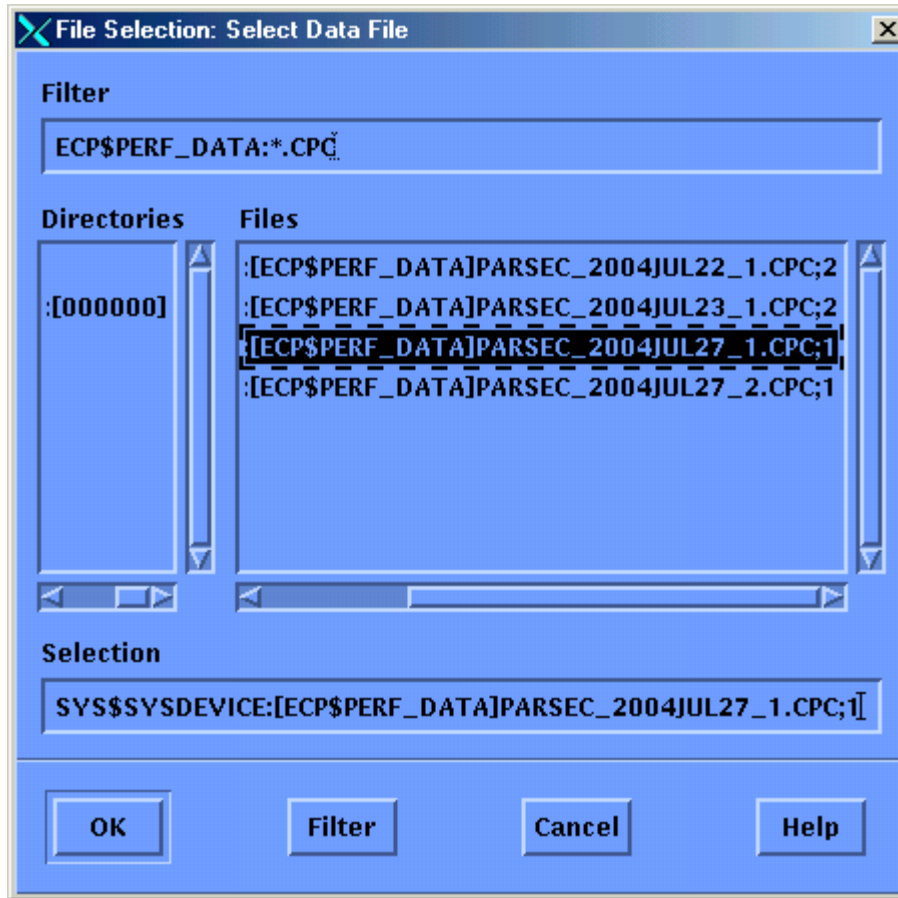 File Selection: Select Data File
Filter
ECP$PERF_DATA:*.CPC
Directories
Files
:[000000]
:[ECP$PERF_DATA]PARSEC_2004JUL22_1.CPC;2
:[ECP$PERF_DATA]PARSEC_2004JUL23_1.CPC;2
:[ECP$PERF_DATA]PARSEC_2004JUL27_1.CPC;1
:[ECP$PERF_DATA]PARSEC_2004JUL27_2.CPC;1
Selection
SYS$SYSDEVICE:[ECP$PERF_DATA]PARSEC_2004JUL27_1.CPC;1
OK
Filter
Cancel
Help